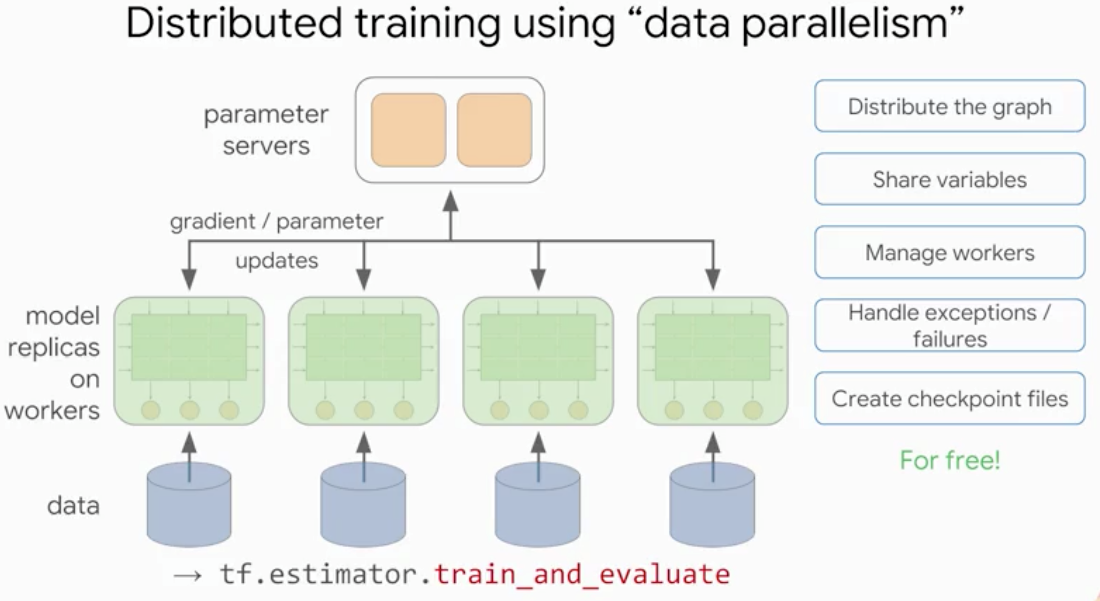 Distributed training using “data parallelism”
parameter
servers
gradient / parameter
updates
model
replicas
on
workers
data
→ tf.estimator.train_and_evaluate
Distribute the graph
Share variables
Manage workers
Handle exceptions /
failures
Create checkpoint files
For free!